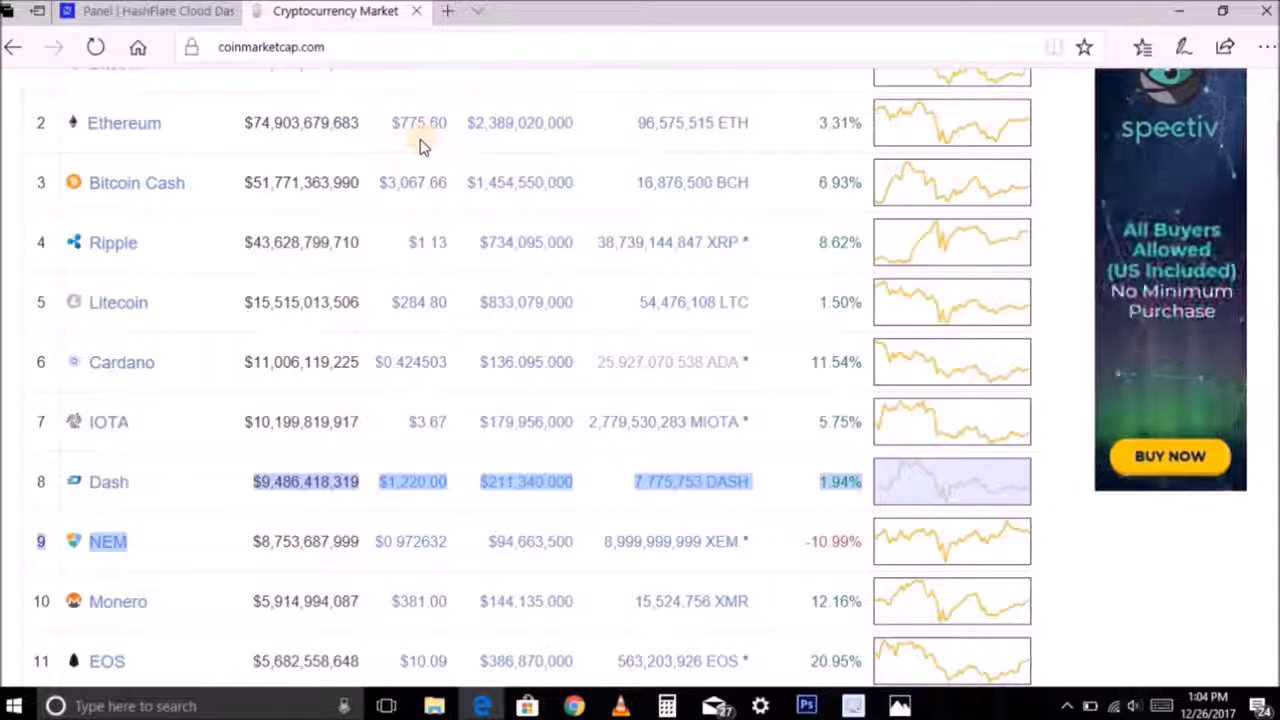 Panel | HashFlare Cloud Das
Cryptocurrency Market
coinmarketcap.com
2 Ethereum $74,903,679,683 $775.60 $2,389,020,000 96,575,515 ETH 3.31%
3 Bitcoin Cash $51,771,363,990 $3,067.66 $1,454,550,000 16,876,500 BCH 6.93%
4 Ripple $43,628,799,710 $1.13 $734,095,000 38,739,144,847 XRP * 8.62%
5 Litecoin $15,515,013,506 $284.80 $833,079,000 54,476,108 LTC 1.50%
6 Cardano $11,006,119,225 $0.424503 $136,095,000 25,927,070,538 ADA * 11.54%
7 IOTA $10,199,819,917 $3.67 $179,956,000 2,779,530,283 MIOTA * 5.75%
8 Dash $9,486,418,319 $1,220.00 $211,340,000 7,775,753 DASH 1.94%
9 NEM $8,753,687,999 $0.972632 $94,663,500 8,999,999,999 XEM * -10.99%
10 Monero $5,914,994,087 $381.00 $144,135,000 15,524,756 XMR 12.16%
11 EOS $5,682,558,648 $10.09 $386,870,000 563,203,926 EOS * 20.95%
spectiv
All Buyers
Allowed
(US Included)
No Minimum
Purchase
BUY NOW
Type here to search
27
Ps
1:04 PM
12/26/2017
24